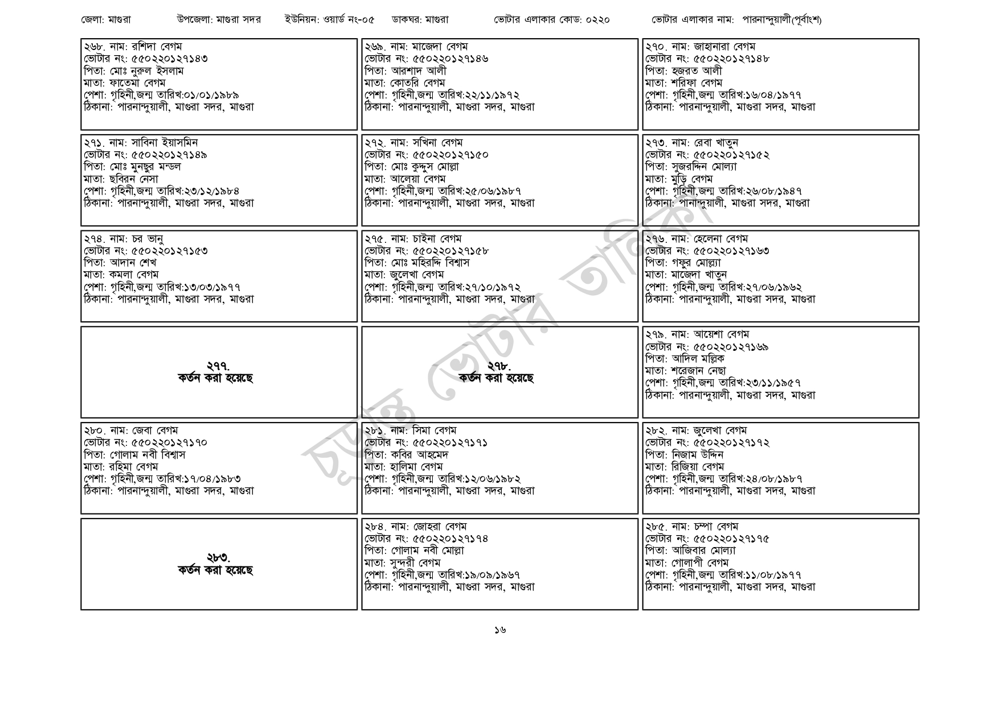 জেলা: মাগুরা উপজেলা: মাগুরা সদর ইউনিয়ন: ওয়ার্ড নং-০৫ ডাকঘর: মাগুরা ভোটার এলাকার কোড: ০২২০ ভোটার এলাকার নাম: পারনান্দুয়ালী(পূর্বাংশ)
২৬৮. নাম: রশিদা বেগম
ভোটার নং: ৫৫০২২০১২৭১৪৩
পিতা: মোঃ নুরুল ইসলাম
মাতা: ফাতেমা বেগম
পেশা: গৃহিনী,জন্ম তারিখ:০১/০১/১৯৮৯
ঠিকানা: পারনান্দুয়ালী, মাগুরা সদর, মাগুরা
২৬৯. নাম: মাজেদা বেগম
ভোটার নং: ৫৫০২২০১২৭১৪৬
পিতা: আরশাদ আলী
মাতা: কোতরি বেগম
পেশা: গৃহিনী,জন্ম তারিখ:২২/১১/১৯৭২
ঠিকানা: পারনান্দুয়ালী, মাগুরা সদর, মাগুরা
২৭০. নাম: জাহানারা বেগম
ভোটার নং: ৫৫০২২০১২৭১৪৮
পিতা: হজরত আলী
মাতা: শরিফা বেগম
পেশা: গৃহিনী,জন্ম তারিখ:১৬/০৪/১৯৭৭
ঠিকানা: পারনান্দুয়ালী, মাগুরা সদর, মাগুরা
২৭১. নাম: সাবিনা ইয়াসমিন
ভোটার নং: ৫৫০২২০১২৭১৪৯
পিতা: মোঃ মুনছুর মন্ডল
মাতা: ছবিরন নেসা
পেশা: গৃহিনী,জন্ম তারিখ:২৩/১২/১৯৮৪
ঠিকানা: পারনান্দুয়ালী, মাগুরা সদর, মাগুরা
২৭২. নাম: সখিনা বেগম
ভোটার নং: ৫৫০২২০১২৭১৫০
পিতা: মোঃ কুদ্দুস মোল্লা
মাতা: আলেয়া বেগম
পেশা: গৃহিনী,জন্ম তারিখ:২৫/০৬/১৯৮৭
ঠিকানা: পারনান্দুয়ালী, মাগুরা সদর, মাগুরা
২৭৩. নাম: রেবা খাতুন
ভোটার নং: ৫৫০২২০১২৭১৫২
পিতা: সুজরদ্দিন মোল্যা
মাতা: মুড়ি বেগম
পেশা: গৃহিনী,জন্ম তারিখ:২৬/০৮/১৯৪৭
ঠিকানা: পানান্দুয়ালী, মাগুরা সদর, মাগুরা
২৭৪. নাম: চর ভানু
ভোটার নং: ৫৫০২২০১২৭১৫৩
পিতা: আদান শেখ
মাতা: কমলা বেগম
পেশা: গৃহিনী,জন্ম তারিখ:১৩/০৩/১৯৭৭
ঠিকানা: পারনান্দুয়ালী, মাগুরা সদর, মাগুরা
২৭৫. নাম: চাইনা বেগম
ভোটার নং: ৫৫০২২০১২৭১৫৮
পিতা: মোঃ মহিরদ্দি বিশ্বাস
মাতা: জুলেখা বেগম
পেশা: গৃহিনী,জন্ম তারিখ:২৭/১০/১৯৭২
ঠিকানা: পারনান্দুয়ালী, মাগুরা সদর, মাগুরা
২৭৬. নাম: হেলেনা বেগম
ভোটার নং: ৫৫০২২০১২৭১৬৩
পিতা: গফুর মোল্ল্যা
মাতা: মাজেদা খাতুন
পেশা: গৃহিনী,জন্ম তারিখ:২৭/০৬/১৯৬২
ঠিকানা: পারনান্দুয়ালী, মাগুরা সদর, মাগুরা
২৭৭.
কর্তন করা হয়েছে
২৭৮.
কর্তন করা হয়েছে
২৭৯. নাম: আয়েশা বেগম
ভোটার নং: ৫৫০২২০১২৭১৬৯
পিতা: আদিল মল্লিক
মাতা: শরেজান নেছা
পেশা: গৃহিনী,জন্ম তারিখ:২৩/১১/১৯৫৭
ঠিকানা: পারনান্দুয়ালী, মাগুরা সদর, মাগুরা
২৮০. নাম: জেবা বেগম
ভোটার নং: ৫৫০২২০১২৭১৭০
পিতা: গোলাম নবী বিশ্বাস
মাতা: রহিমা বেগম
পেশা: গৃহিনী,জন্ম তারিখ:১৭/০৪/১৯৮৩
ঠিকানা: পারনান্দুয়ালী, মাগুরা সদর, মাগুরা
২৮১. নাম: সিমা বেগম
ভোটার নং: ৫৫০২২০১২৭১৭১
পিতা: কবির আহমেদ
মাতা: হালিমা বেগম
পেশা: গৃহিনী,জন্ম তারিখ:১২/০৬/১৯৮২
ঠিকানা: পারনান্দুয়ালী, মাগুরা সদর, মাগুরা
২৮২. নাম: জুলেখা বেগম
ভোটার নং: ৫৫০২২০১২৭১৭২
পিতা: নিজাম উদ্দিন
মাতা: রিজিয়া বেগম
পেশা: গৃহিনী,জন্ম তারিখ:২৪/০৮/১৯৮৭
ঠিকানা: পারনান্দুয়ালী, মাগুরা সদর, মাগুরা
২৮৩.
কর্তন করা হয়েছে
২৮৪. নাম: জোহরা বেগম
ভোটার নং: ৫৫০২২০১২৭১৭৪
পিতা: গোলাম নবী মোল্লা
মাতা: সুন্দরী বেগম
পেশা: গৃহিনী,জন্ম তারিখ:১৯/০৯/১৯৬৭
ঠিকানা: পারনান্দুয়ালী, মাগুরা সদর, মাগুরা
২৮৫. নাম: চম্পা বেগম
ভোটার নং: ৫৫০২২০১২৭১৭৫
পিতা: আজিবার মোল্যা
মাতা: গোলাপী বেগম
পেশা: গৃহিনী,জন্ম তারিখ:১১/০৮/১৯৭৭
ঠিকানা: পারনান্দুয়ালী, মাগুরা সদর, মাগুরা
চূড়ান্ত ভোটার তালিকা
১৬